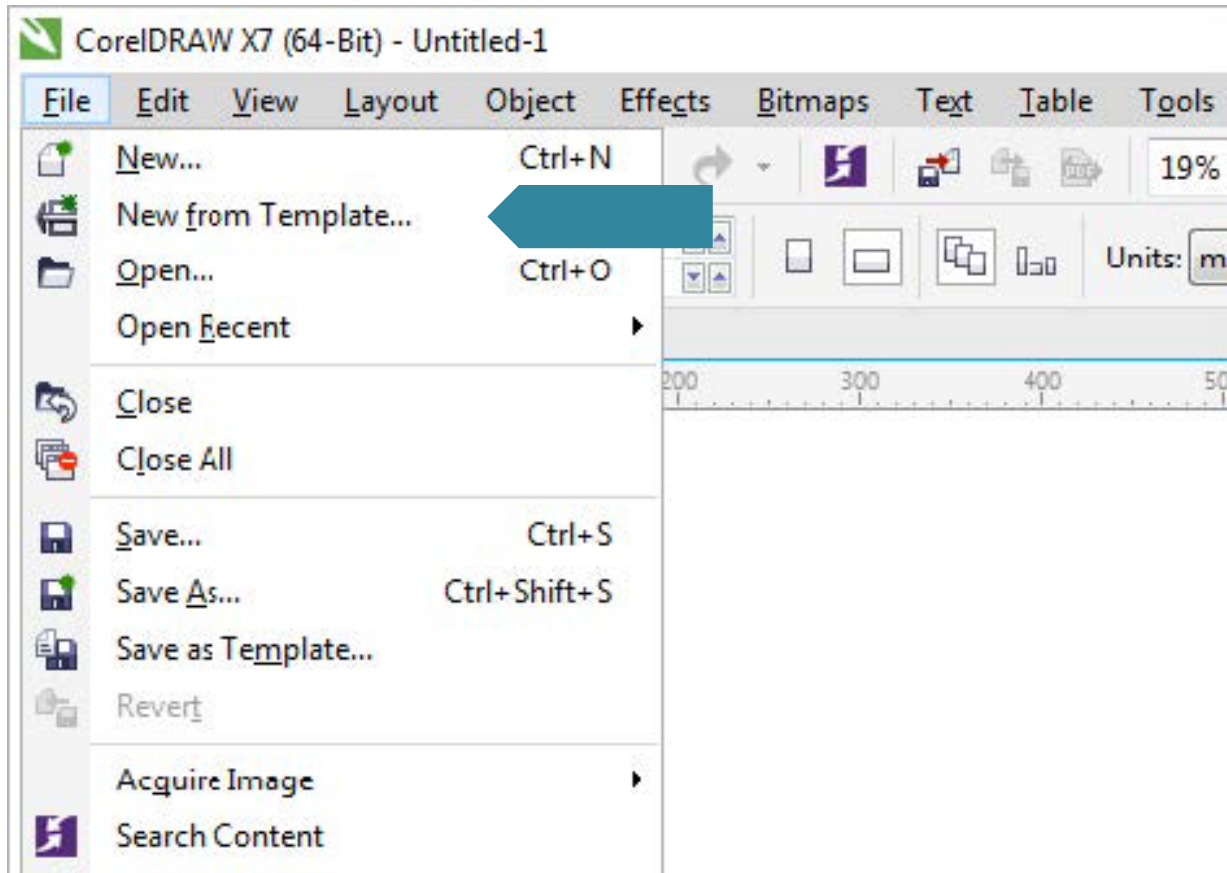 CorelDRAW X7 (64-Bit) - Untitled-1
File Edit View Layout Object Effects Bitmaps Text Table Tools
New... Ctrl+N
19%
New from Template...
Open... Ctrl+O
Units: m
Open Recent
200 300 400 50
Close
Close All
Save... Ctrl+S
Save As... Ctrl+Shift+S
Save as Template...
Revert
Acquire Image
Search Content